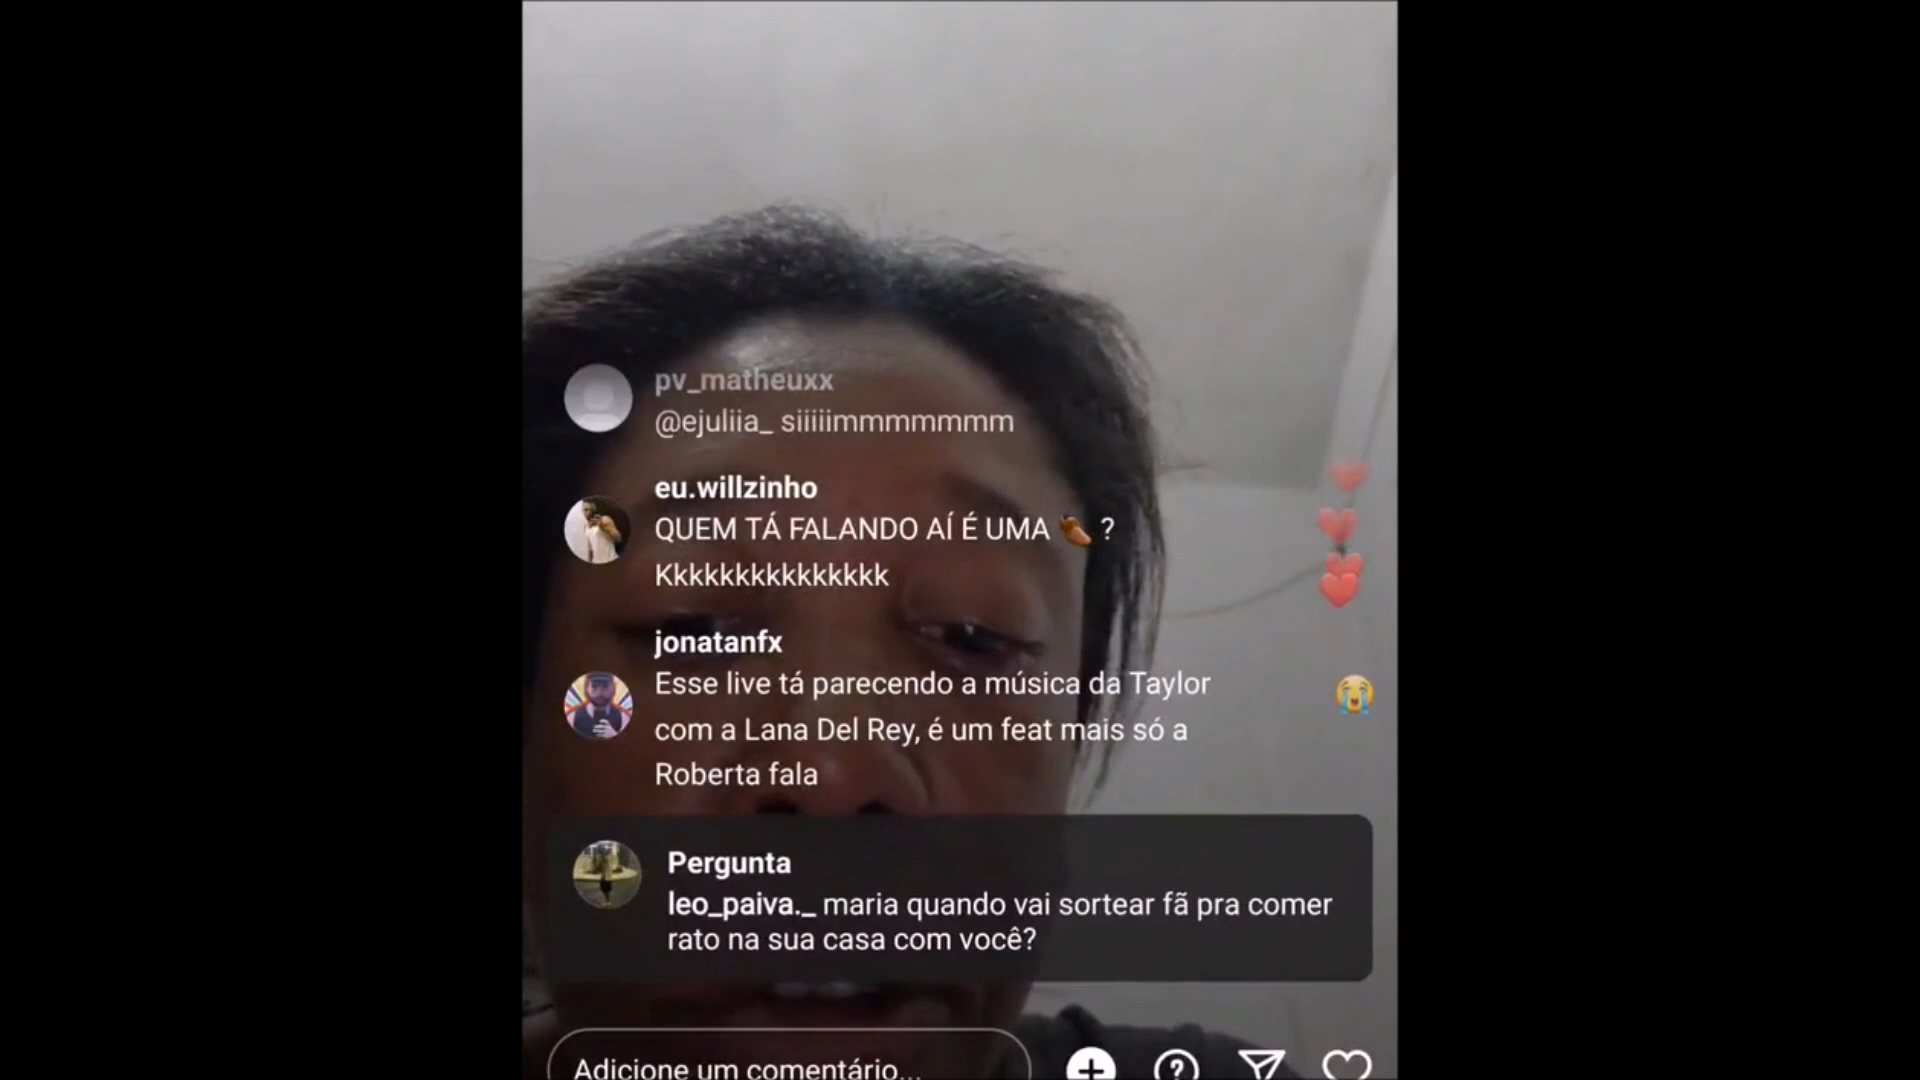 pv_matheuxx
@ejuliia_ siiiiimmmmmmm
eu.willzinho
QUEM TÁ FALANDO AÍ É UMA 🥔 ?
Kkkkkkkkkkkkkkk
jonatanfx
Esse live tá parecendo a música da Taylor
com a Lana Del Rey, é um feat mais só a
Roberta fala
Pergunta
leo_paiva._ maria quando vai sortear fã pra comer
rato na sua casa com você?
Adicione um comentário...